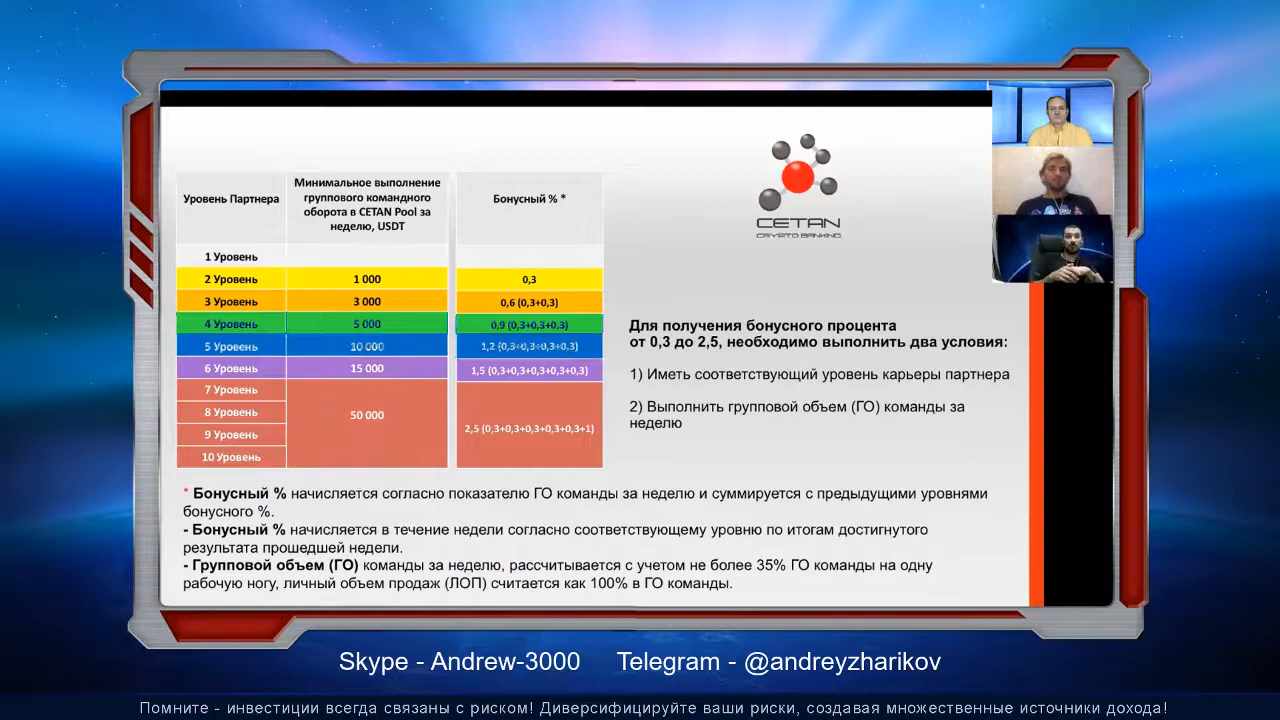 CETAN
CRYPTO BANKING
Уровень Партнера
Минимальное выполнение
группового командного
оборота в CETAN Pool за
неделю, USDT
Бонусный % *
1 Уровень
2 Уровень 1 000 0,3
3 Уровень 3 000 0,6 (0,3+0,3)
4 Уровень 5 000 0,9 (0,3+0,3+0,3)
5 Уровень 10 000 1,2 (0,3+0,3+0,3+0,3)
6 Уровень 15 000 1,5 (0,3+0,3+0,3+0,3+0,3)
7 Уровень
8 Уровень
9 Уровень
10 Уровень
50 000
2,5 (0,3+0,3+0,3+0,3+0,3+1)
Для получения бонусного процента
от 0,3 до 2,5, необходимо выполнить два условия:
1) Иметь соответствующий уровень карьеры партнера
2) Выполнить групповой объем (ГО) команды за
неделю
* Бонусный % начисляется согласно показателю ГО команды за неделю и суммируется с предыдущими уровнями
бонусного %.
- Бонусный % начисляется в течение недели согласно соответствующему уровню по итогам достигнутого
результата прошедшей недели.
- Групповой объем (ГО) команды за неделю, рассчитывается с учетом не более 35% ГО команды на одну
рабочую ногу, личный объем продаж (ЛОП) считается как 100% в ГО команды.
Skype - Andrew-3000 Telegram - @andreyzharikov
Помните - инвестиции всегда связаны с риском! Диверсифицируйте ваши риски, создавая множественные источники дохода!